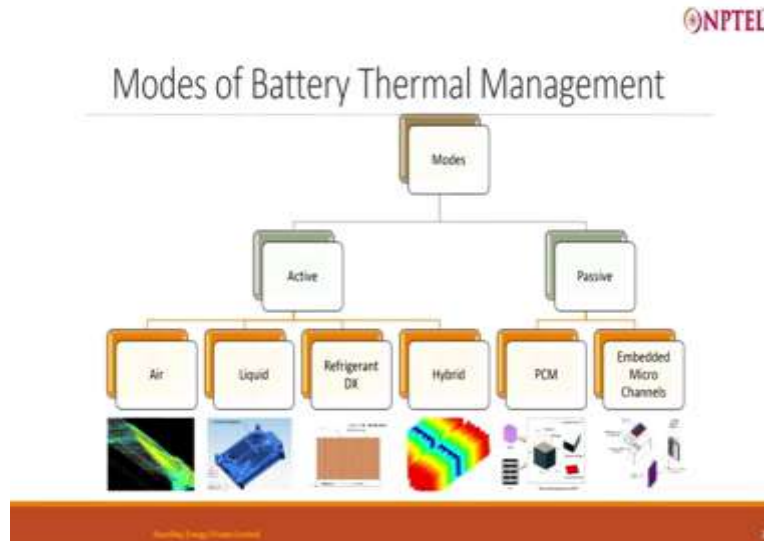 NPTEL
Modes of Battery Thermal Management
Modes
Active
Passive
Air
Liquid
Refrigerant
DX
Hybrid
PCM
Embedded
Micro
Channels